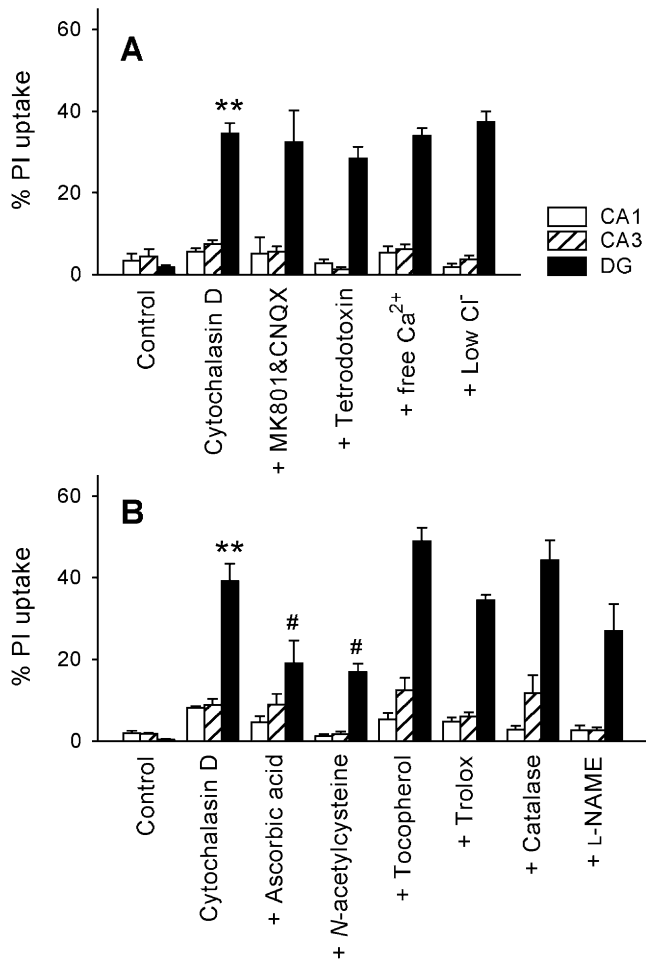 60
A
40
**
20
0
% PI uptake
CA1
CA3
DG
Control
Cytochalasin D
+ MK801&CNQX
+ Tetrodotoxin
+ free Ca²⁺
+ Low Cl⁻
60
B
**
40
#
#
20
0
% PI uptake
Control
Cytochalasin D
+ Ascorbic acid
+ N-acetylcysteine
+ Tocopherol
+ Trolox
+ Catalase
+ L-NAME